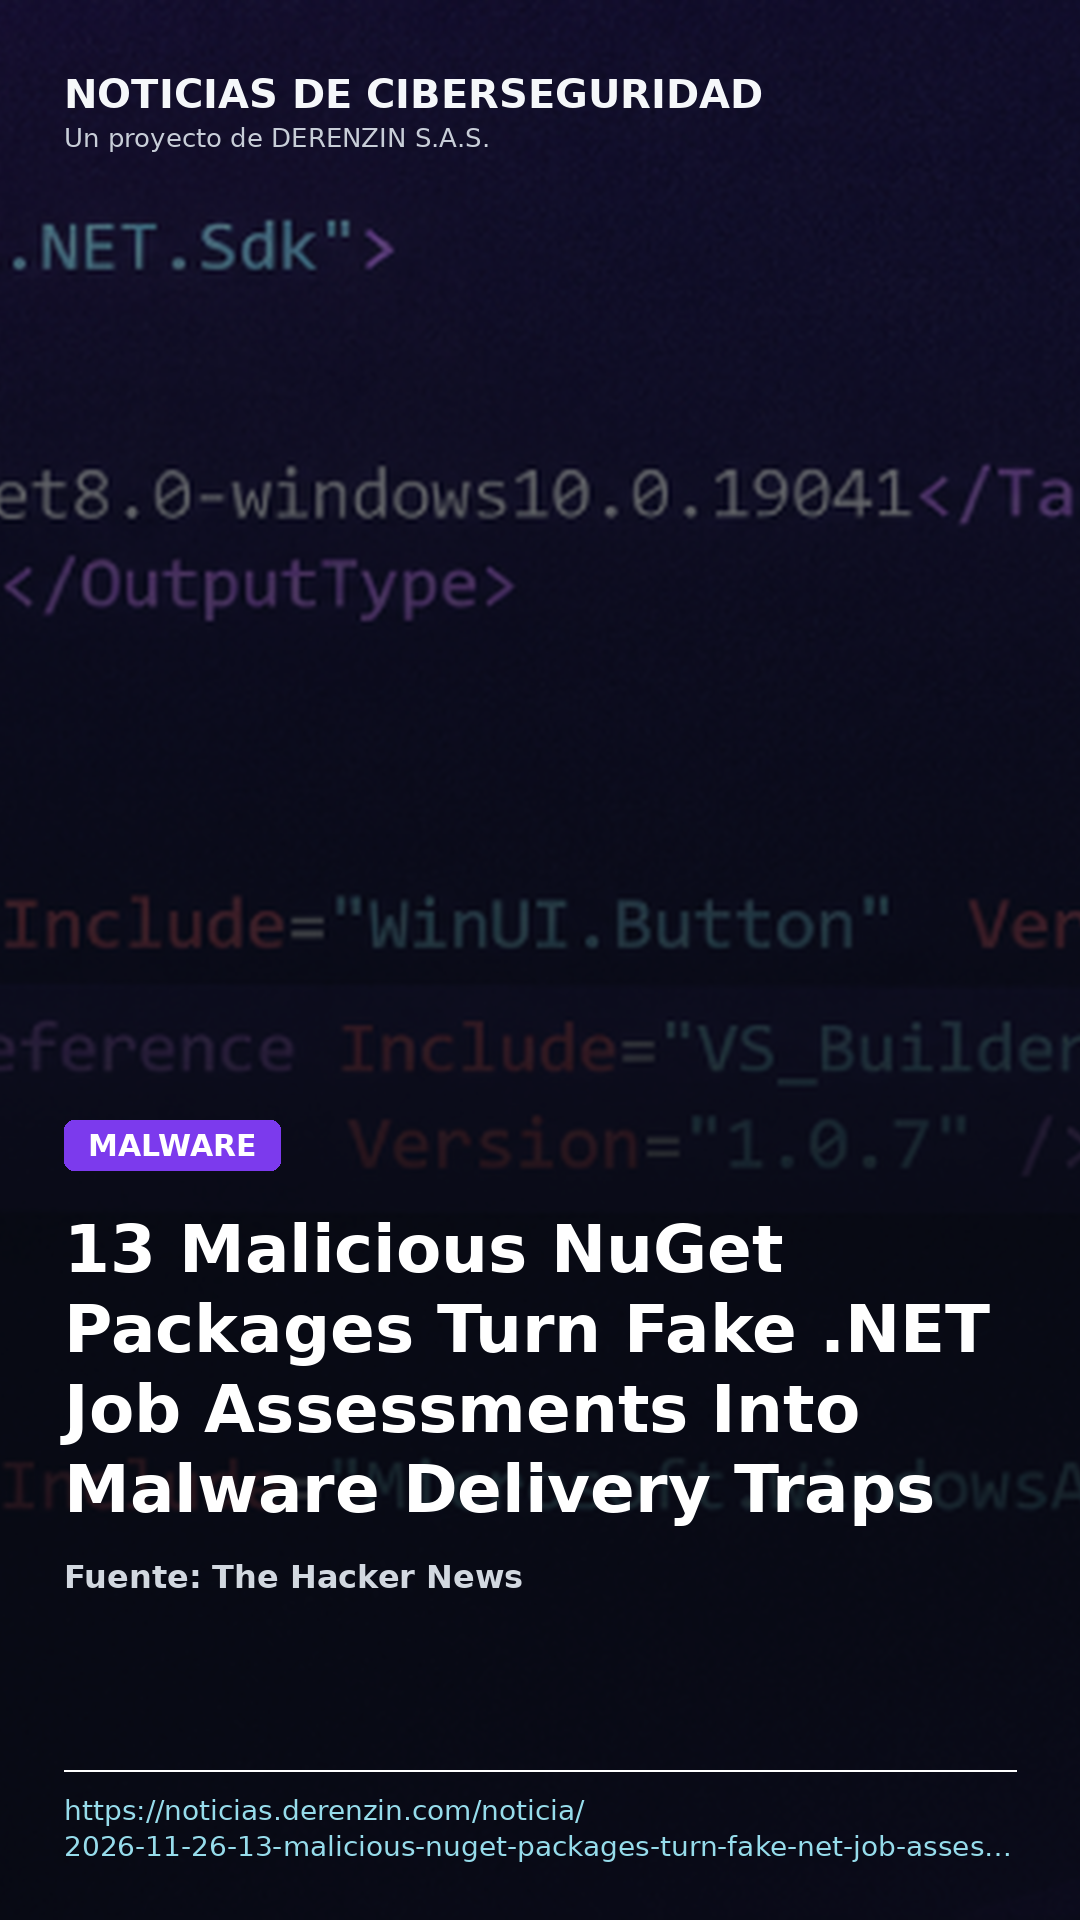 NOTICIAS DE CIBERSEGURIDAD
Un proyecto de DERENZIN S.A.S.
.NET.Sdk">
et8.0-windows10.0.19041</Ta
</OutputType>
Include="WinUI.Button" Ver
eference Include="VS_Builder
MALWARE
Version="1.0.7" />
13 Malicious NuGet
Packages Turn Fake .NET
Job Assessments Into
Malware Delivery Traps
Fuente: The Hacker News
https://noticias.derenzin.com/noticia/
2026-11-26-13-malicious-nuget-packages-turn-fake-net-job-asses...